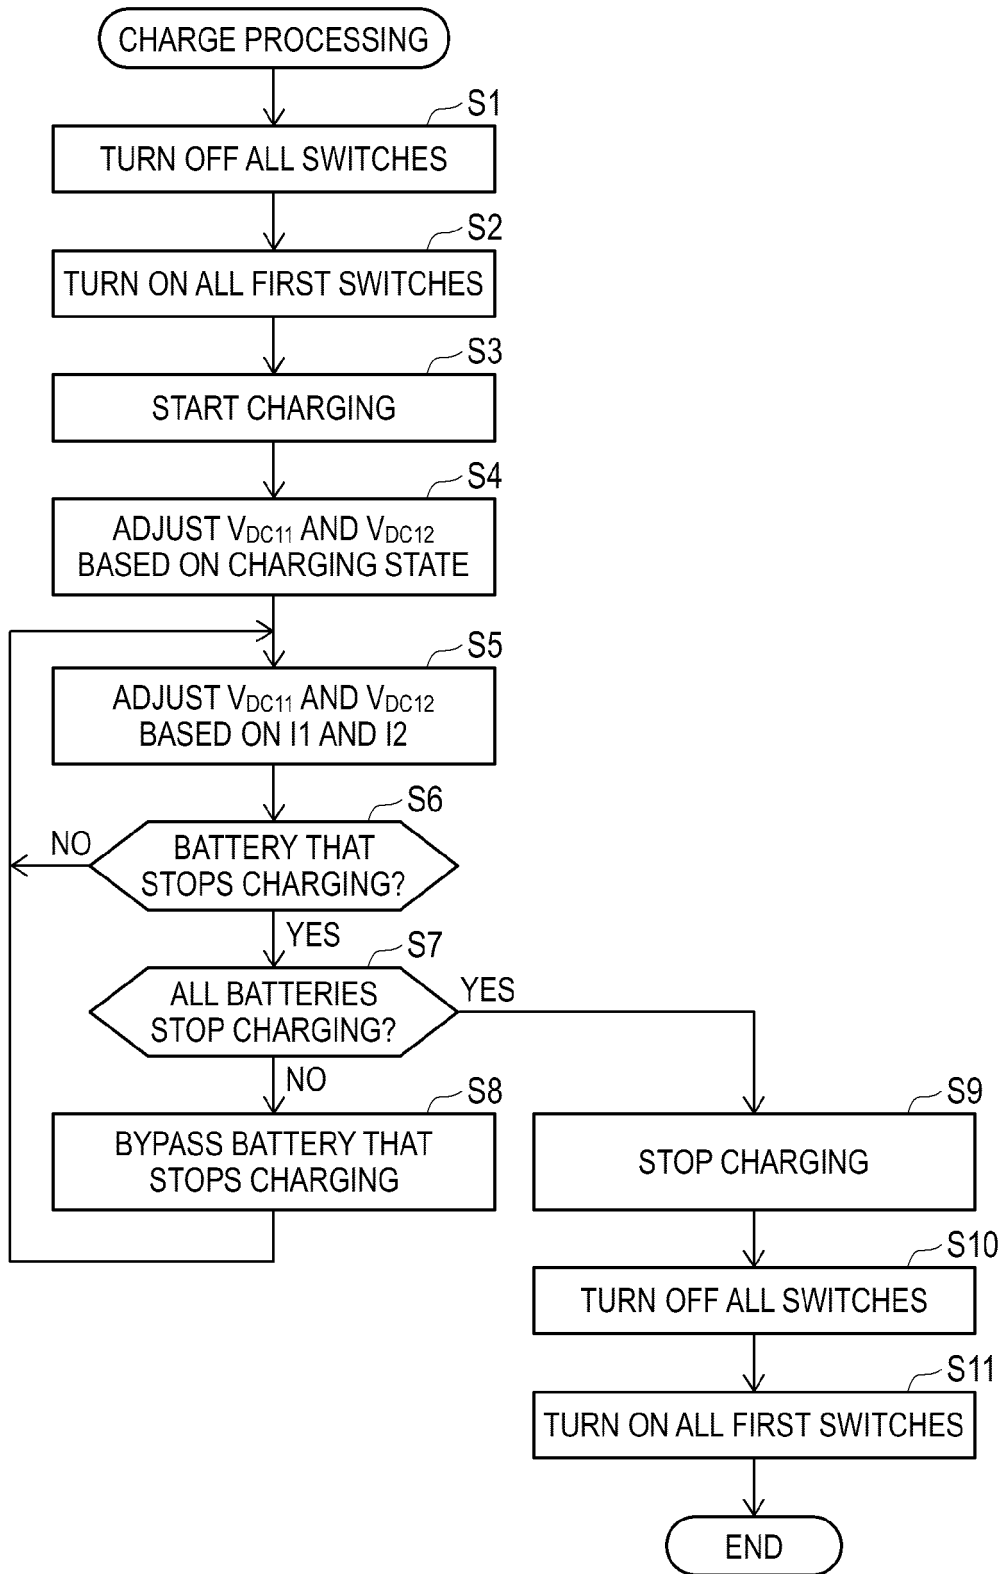 CHARGE PROCESSING
S1
TURN OFF ALL SWITCHES
S2
TURN ON ALL FIRST SWITCHES
S3
START CHARGING
S4
ADJUST VDC11 AND VDC12
BASED ON CHARGING STATE
S5
ADJUST VDC11 AND VDC12
BASED ON I1 AND I2
S6
NO
BATTERY THAT
STOPS CHARGING?
YES
S7
ALL BATTERIES
STOP CHARGING?
YES
NO
S8
BYPASS BATTERY THAT
STOPS CHARGING
S9
STOP CHARGING
S10
TURN OFF ALL SWITCHES
S11
TURN ON ALL FIRST SWITCHES
END